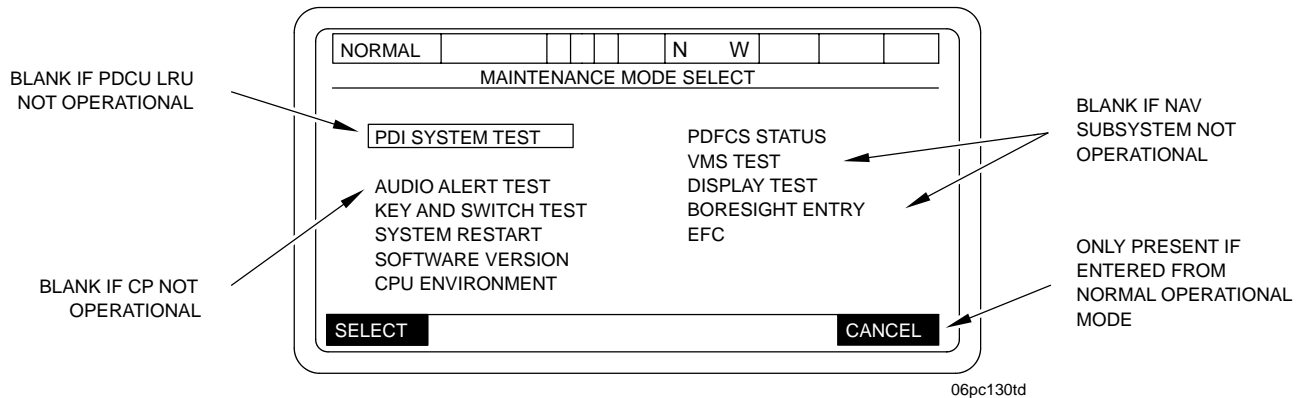 NORMAL N W
MAINTENANCE MODE SELECT
BLANK IF PDCU LRU
NOT OPERATIONAL
PDI SYSTEM TEST
AUDIO ALERT TEST
KEY AND SWITCH TEST
SYSTEM RESTART
SOFTWARE VERSION
CPU ENVIRONMENT
PDFCS STATUS
VMS TEST
DISPLAY TEST
BORESIGHT ENTRY
EFC
BLANK IF NAV
SUBSYSTEM NOT
OPERATIONAL
BLANK IF CP NOT
OPERATIONAL
ONLY PRESENT IF
ENTERED FROM
NORMAL OPERATIONAL
MODE
SELECT CANCEL
06pc130td